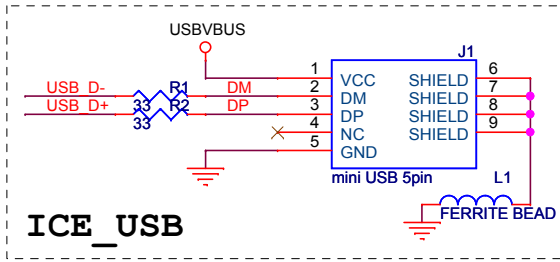 USBVBUS
J1
1 VCC SHIELD 6
USB_D- R1 DM 2 DM SHIELD 7
33
USB_D+ R2 DP 3 DP SHIELD 8
33
4 NC SHIELD 9
5 GND
mini USB 5pin
L1
FERRITE BEAD
ICE_USB